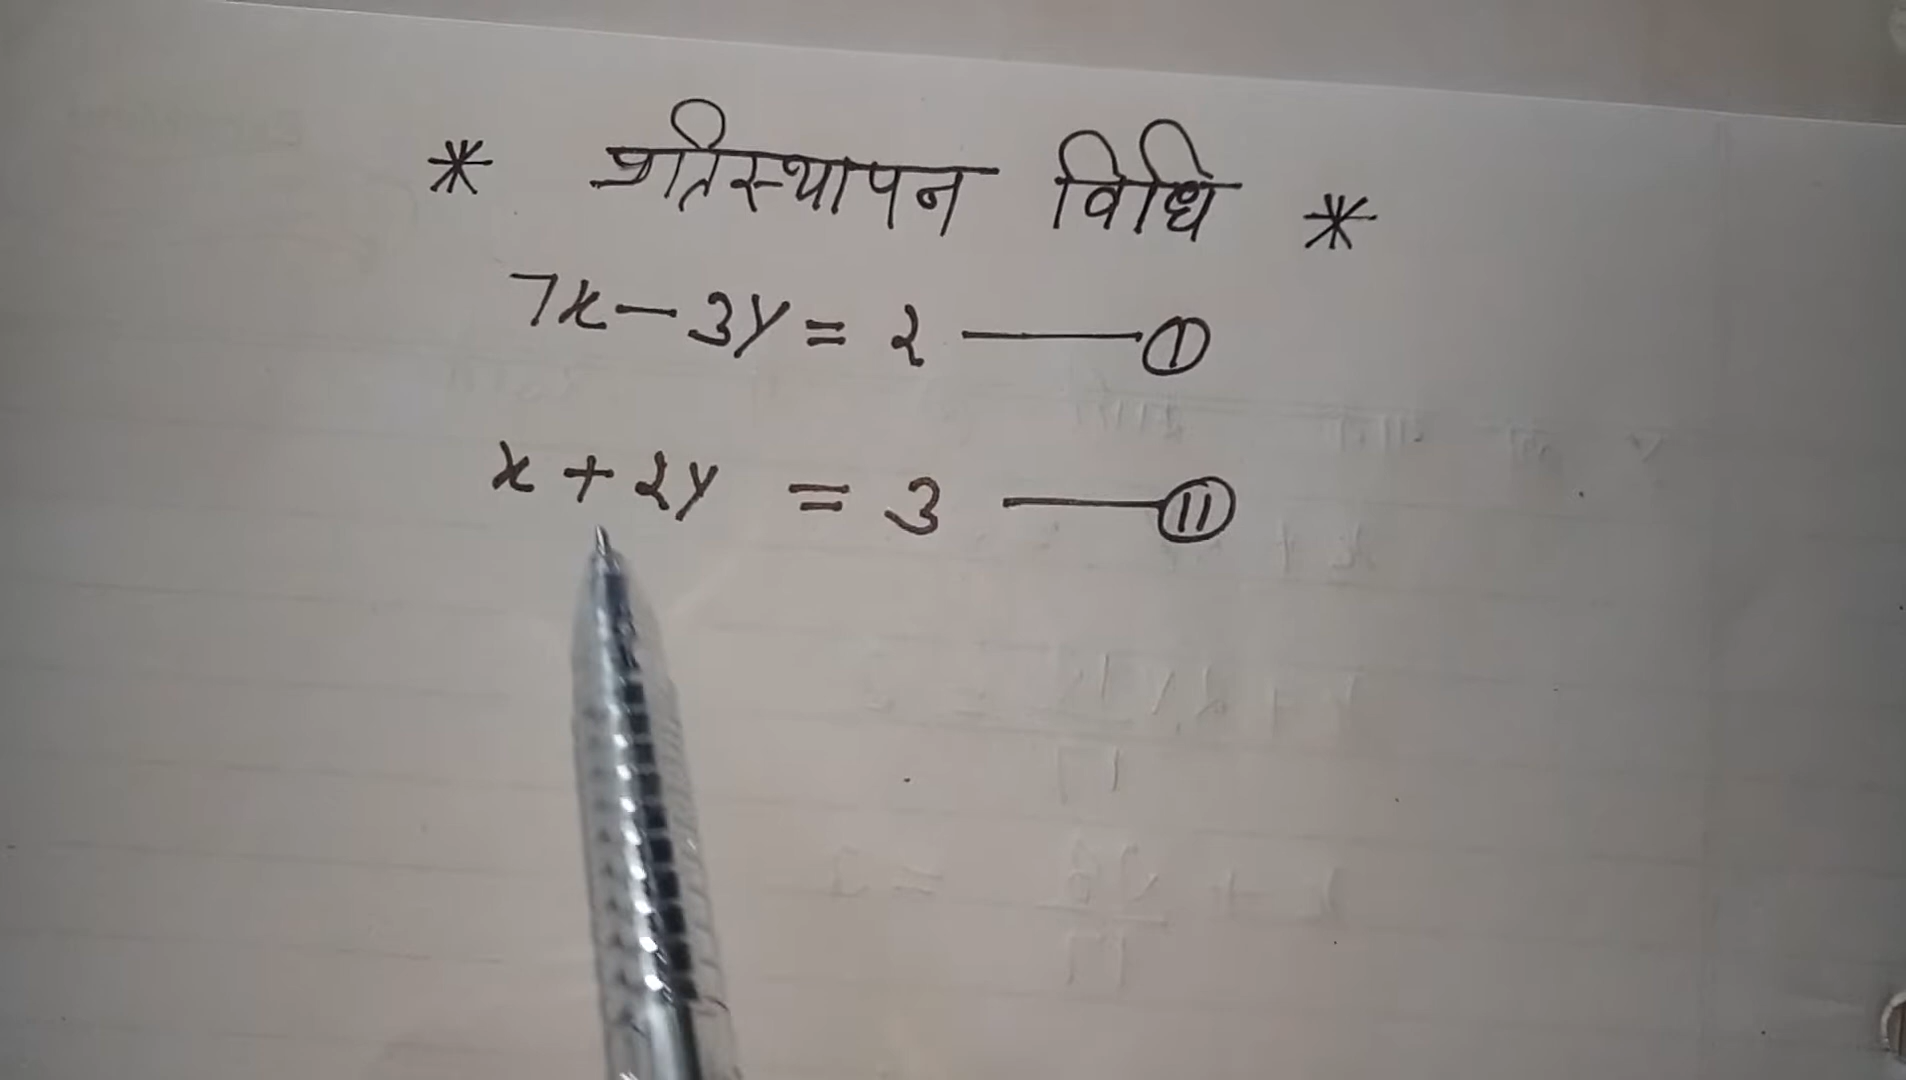 * प्रतिस्थापन विधि *
7x - 3y = 2 —— (I)
x + 2y = 3 —— (II)